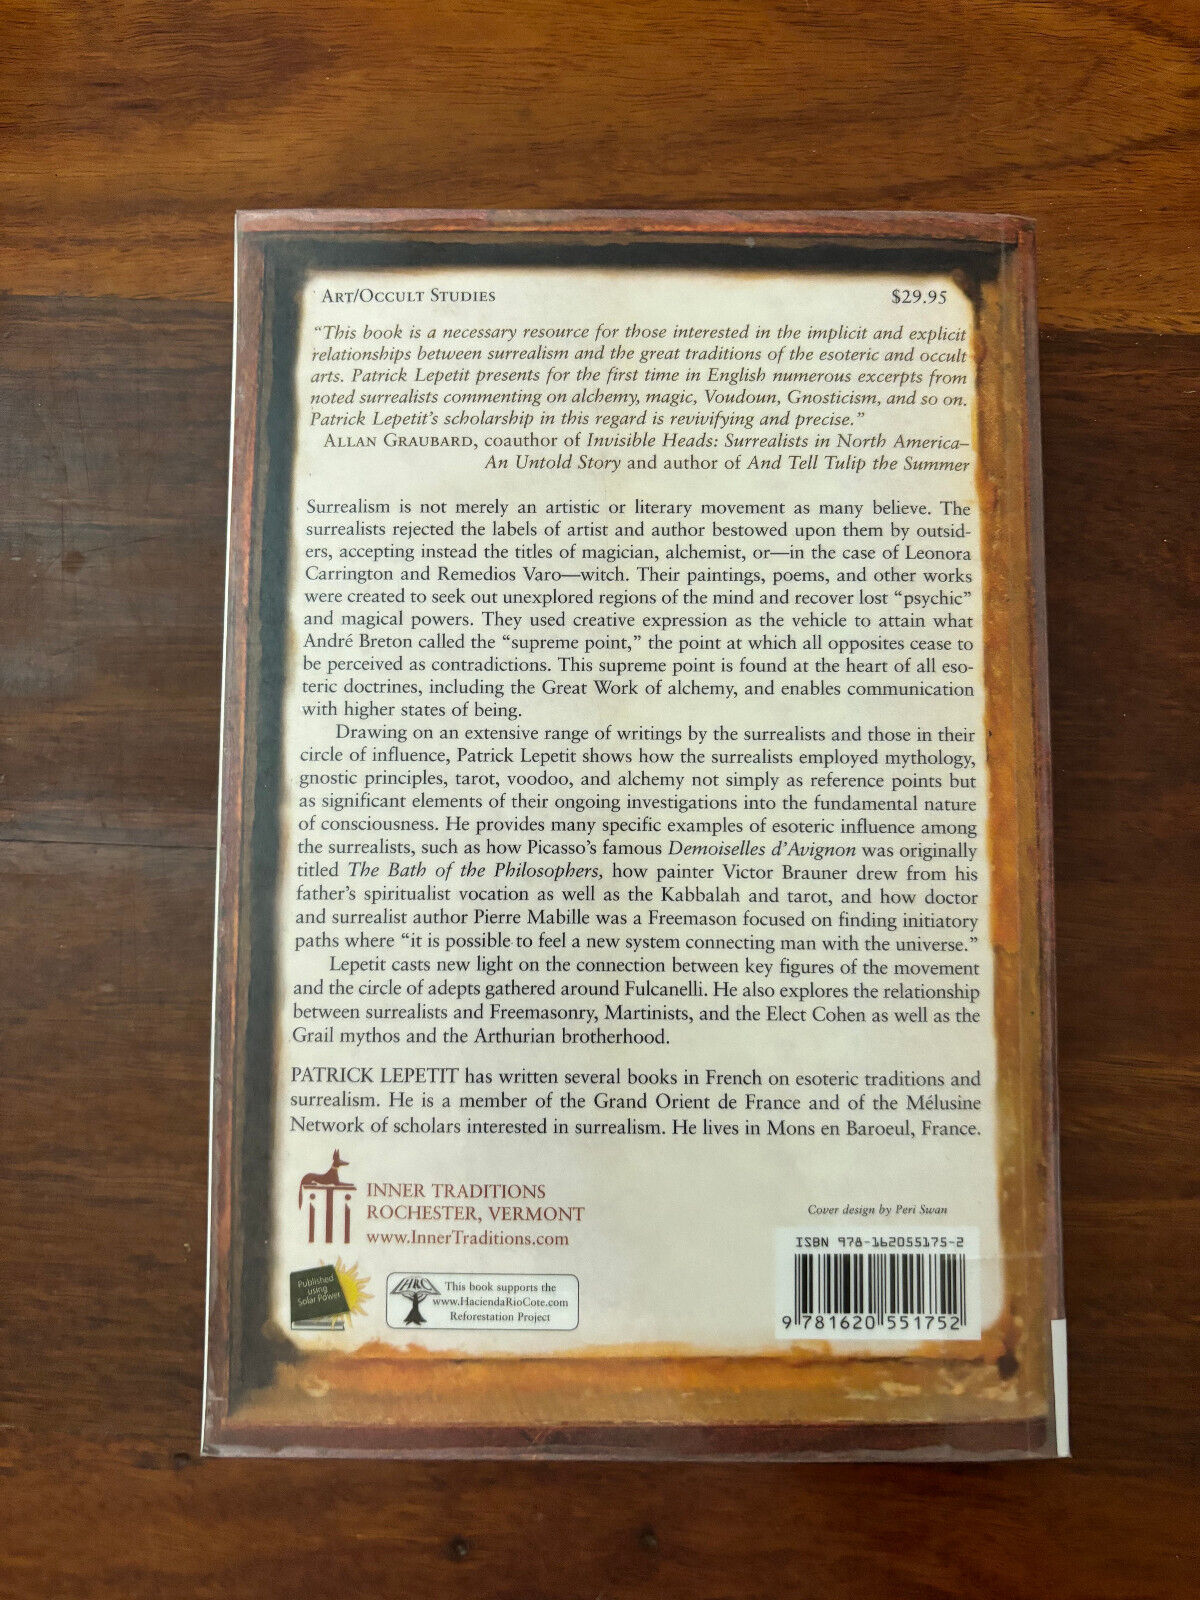 ART/OCCULT STUDIES $29.95
“This book is a necessary resource for those interested in the implicit and explicit
relationships between surrealism and the great traditions of the esoteric and occult
arts. Patrick Lepetit presents for the first time in English numerous excerpts from
noted surrealists commenting on alchemy, magic, Voudoun, Gnosticism, and so on.
Patrick Lepetit’s scholarship in this regard is revivifying and precise.”
ALLAN GRAUBARD, coauthor of Invisible Heads: Surrealists in North America–
An Untold Story and author of And Tell Tulip the Summer
Surrealism is not merely an artistic or literary movement as many believe. The
surrealists rejected the labels of artist and author bestowed upon them by outsid-
ers, accepting instead the titles of magician, alchemist, or—in the case of Leonora
Carrington and Remedios Varo—witch. Their paintings, poems, and other works
were created to seek out unexplored regions of the mind and recover lost “psychic”
and magical powers. They used creative expression as the vehicle to attain what
André Breton called the “supreme point,” the point at which all opposites cease to
be perceived as contradictions. This supreme point is found at the heart of all eso-
teric doctrines, including the Great Work of alchemy, and enables communication
with higher states of being.
Drawing on an extensive range of writings by the surrealists and those in their
circle of influence, Patrick Lepetit shows how the surrealists employed mythology,
gnostic principles, tarot, voodoo, and alchemy not simply as reference points but
as significant elements of their ongoing investigations into the fundamental nature
of consciousness. He provides many specific examples of esoteric influence among
the surrealists, such as how Picasso’s famous Demoiselles d’Avignon was originally
titled The Bath of the Philosophers, how painter Victor Brauner drew from his
father’s spiritualist vocation as well as the Kabbalah and tarot, and how doctor
and surrealist author Pierre Mabille was a Freemason focused on finding initiatory
paths where “it is possible to feel a new system connecting man with the universe.”
Lepetit casts new light on the connection between key figures of the movement
and the circle of adepts gathered around Fulcanelli. He also explores the relationship
between surrealists and Freemasonry, Martinists, and the Elect Cohen as well as the
Grail mythos and the Arthurian brotherhood.
PATRICK LEPETIT has written several books in French on esoteric traditions and
surrealism. He is a member of the Grand Orient de France and of the Mélusine
Network of scholars interested in surrealism. He lives in Mons en Baroeul, France.
iTi
INNER TRADITIONS
ROCHESTER, VERMONT
www.InnerTraditions.com
Published
using
Solar Power
HRC
This book supports the
www.HaciendaRioCote.com
Reforestation Project
Cover design by Peri Swan
ISBN 978-162055175-2
9 781620 551752